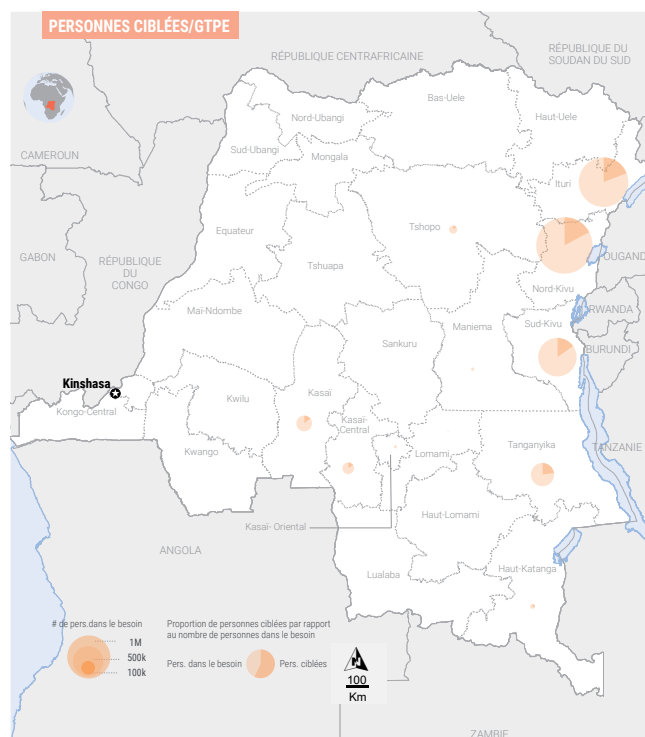 PERSONNES CIBLÉES/GTPE
RÉPUBLIQUE CENTRAFRICAINE
RÉPUBLIQUE DU
SOUDAN DU SUD
Bas-Uele
Haut-Uele
Nord-Ubangi
Sud-Ubangi
Mongala
CAMEROUN
Ituri
Equateur
Tshopo
GABON
RÉPUBLIQUE
DU
CONGO
Tshuapa
OUGAND
Nord-Kivu
Maï-Ndombe
RWANDA
Sud-Kivu
Maniema
Sankuru
BURUNDI
Kinshasa
Kongo-Central
Kwilu
Kasaï
Kasaï-
Central
Kwango
Lomami
Tanganyika
TANZANIE
Kasaï- Oriental
Haut-Lomami
ANGOLA
Lualaba
Haut-Katanga
# de pers.dans le besoin
1M
500k
100k
Proportion de personnes ciblées par rapport
au nombre de personnes dans le besoin
Pers. dans le besoin
Pers. ciblées
N
100
Km
ZAMBIE